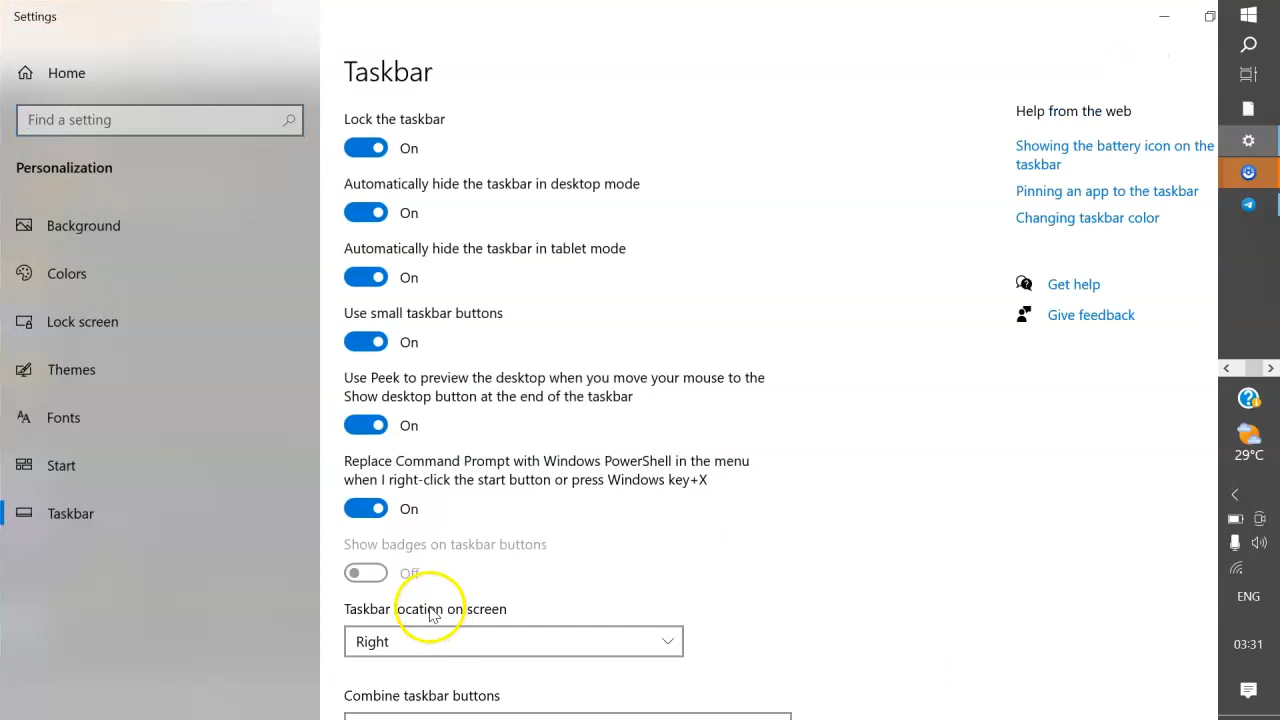 Settings
Home
Find a setting
Personalization
Background
Colors
Lock screen
Themes
Fonts
Start
Taskbar
Taskbar
Lock the taskbar
On
Automatically hide the taskbar in desktop mode
On
Automatically hide the taskbar in tablet mode
On
Use small taskbar buttons
On
Use Peek to preview the desktop when you move your mouse to the
Show desktop button at the end of the taskbar
On
Replace Command Prompt with Windows PowerShell in the menu
when I right-click the start button or press Windows key+X
On
Show badges on taskbar buttons
Off
Taskbar location on screen
Right
Combine taskbar buttons
Help from the web
Showing the battery icon on the
taskbar
Pinning an app to the taskbar
Changing taskbar color
Get help
Give feedback
29°C
ENG
03:31